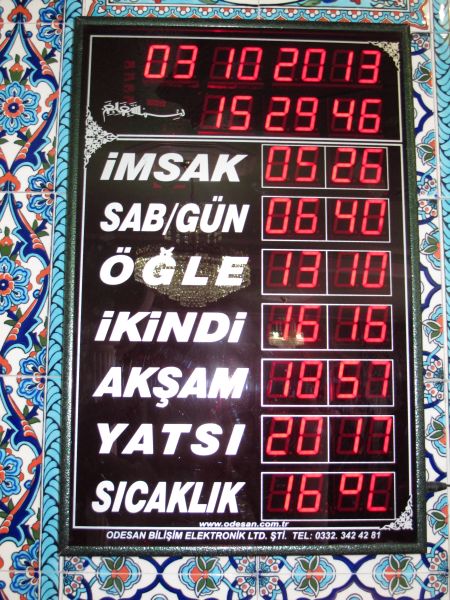 03 10 2013
15 29 46
İMSAK 05 26
SAB/GÜN 06 40
ÖĞLE 13 10
İKİNDİ 16 16
AKŞAM 18 51
YATSI 20 17
SICAKLIK 16 °C
www.odesan.com.tr
ODESAN BİLİŞİM ELEKTRONİK LTD. ŞTİ. TEL: 0332. 342 42 81